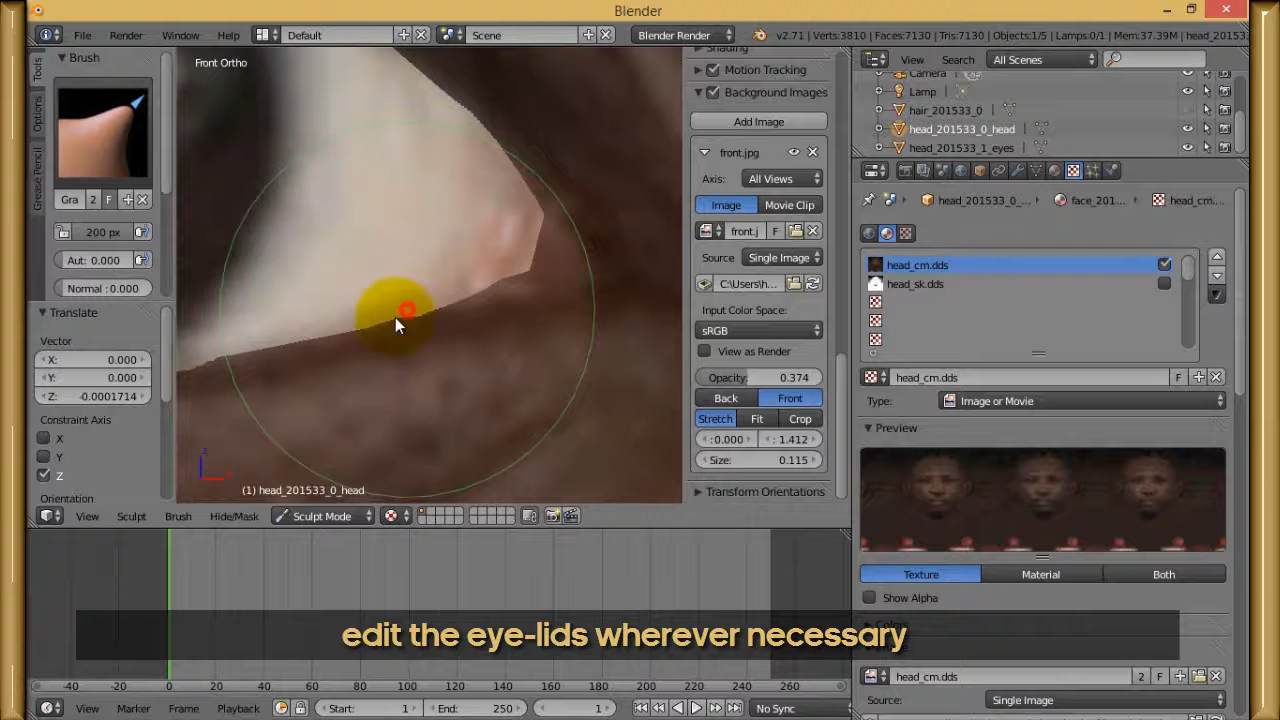 Blender
File Render Window Help Default Scene Blender Render v2.71 | Verts:3810 | Faces:7130 | Tris:7130 | Objects:1/5 | Lamps:0/1 | Mem:37.39M | head_201533
Tools
Options
Grease Pencil
Brush
Gra 2 F
200 px
Aut: 0.000
Normal: 0.000
Translate
Vector
X: 0.000
Y: 0.000
Z: -0.0001714
Constraint Axis
X
Y
Z
Orientation
Front Ortho
(1) head_201533_0_head
View Sculpt Brush Hide/Mask Sculpt Mode
Shading
Motion Tracking
Background Images
Add Image
front.jpg
Axis: All Views
Image Movie Clip
front.j F
Source Single Image
C:\Users\h...
Input Color Space:
sRGB
View as Render
Opacity: 0.374
Back Front
Stretch Fit Crop
:0.000 : 1.412
Size: 0.115
Transform Orientations
View Search All Scenes
Camera
Lamp
hair_201533_0
head_201533_0_head
head_201533_1_eyes
head_201533_0_... face_201... head_cm....
head_cm.dds
head_sk.dds
head_cm.dds F
Type: Image or Movie
Preview
Texture Material Both
Show Alpha
Colors
head_cm.dds 2 F
Source: Single Image
edit the eye-lids wherever necessary
-40 -20 0 20 40 60 80 100 120 140 160 180 200 220 240 260
View Marker Frame Playback Start: 1 End: 250 1 No Sync